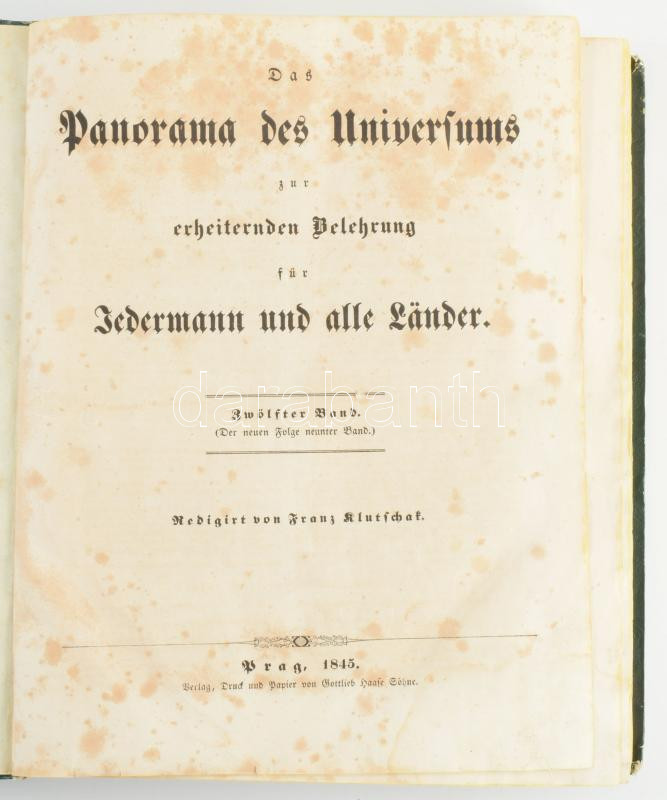 Das
Panorama des Universums
zur
erheiternden Belehrung
für
Jedermann und alle Länder.
darabanth
Zwölfter Band.
(Der neuen Folge neunter Band.)
Redigirt von Franz Klutschak.
Prag, 1845.
Verlag, Druck und Papier von Gottlieb Haase Söhne.